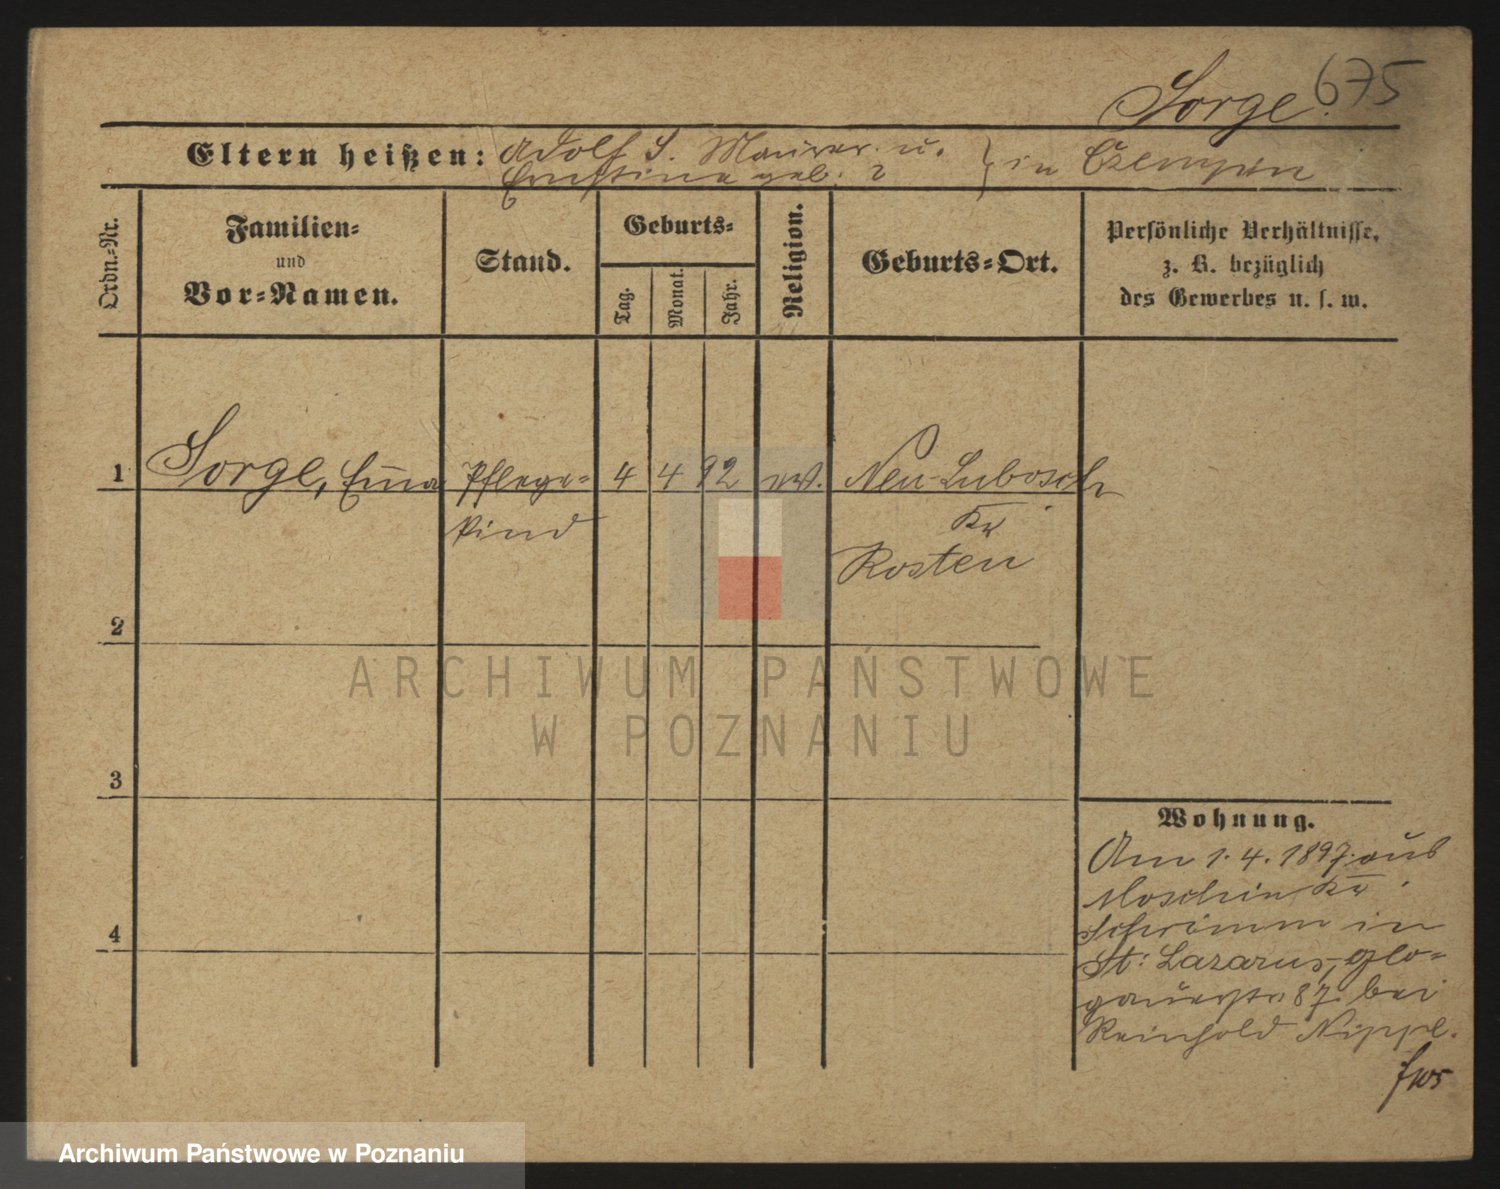 Sorge. 675
Eltern heißen: Adolf S. Maurer u. } in Czempin
Ernstine geb. ?
Ordn.-Nr.
Familien-
und
Vor-Namen.
Stand.
Geburts-
Tag.
Monat.
Jahr.
Religion.
Geburts-Ort.
Persönliche Verhältnisse,
z. B. bezüglich
des Gewerbes u. s. w.
1 Sorge, Em̄a Pflege- 4 4 92 ev. Neu-Lubosch
kind Kr
Kosten
2
3
4
Wohnung.
Am 1. 4. 1897. aus
Moschin Kr
Schrimm in
St: Lazarus, Glo-
gauerstr 87. bei
Reinhold Nippe.
ARCHIWUM PAŃSTWOWE
W POZNANIU
Archiwum Państwowe w Poznaniu